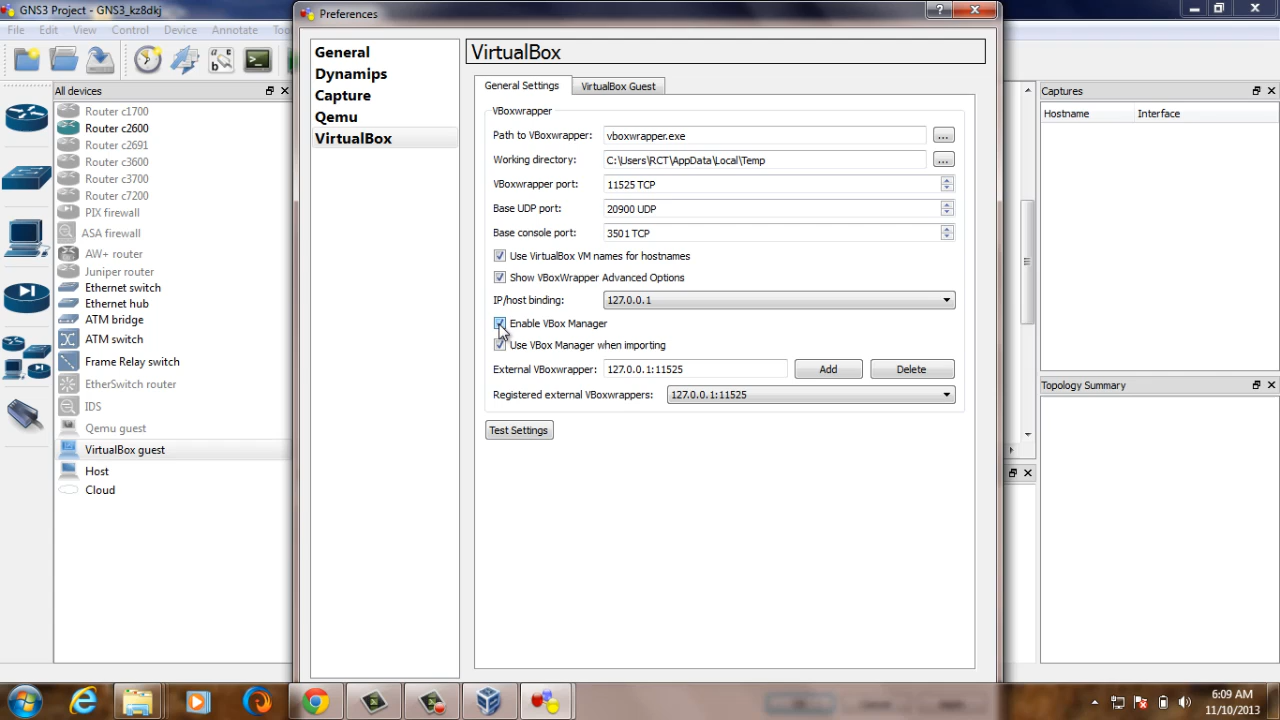 GNS3 Project - GNS3_kz8dkj
File Edit View Control Device Annotate
All devices
Router c1700
Router c2600
Router c2691
Router c3600
Router c3700
Router c7200
PIX firewall
ASA firewall
AW+ router
Juniper router
Ethernet switch
Ethernet hub
ATM bridge
ATM switch
Frame Relay switch
EtherSwitch router
IDS
Qemu guest
VirtualBox guest
Host
Cloud
Preferences
General
Dynamips
Capture
Qemu
VirtualBox
VirtualBox
General Settings VirtualBox Guest
VBoxwrapper
Path to VBoxwrapper: vboxwrapper.exe ...
Working directory: C:\Users\RCT\AppData\Local\Temp ...
VBoxwrapper port: 11525 TCP
Base UDP port: 20900 UDP
Base console port: 3501 TCP
Use VirtualBox VM names for hostnames
Show VBoxWrapper Advanced Options
IP/host binding: 127.0.0.1
Enable VBox Manager
Use VBox Manager when importing
External VBoxwrapper: 127.0.0.1:11525 Add Delete
Registered external VBoxwrappers: 127.0.0.1:11525
Test Settings
Captures
Hostname Interface
Topology Summary
6:09 AM
11/10/2013